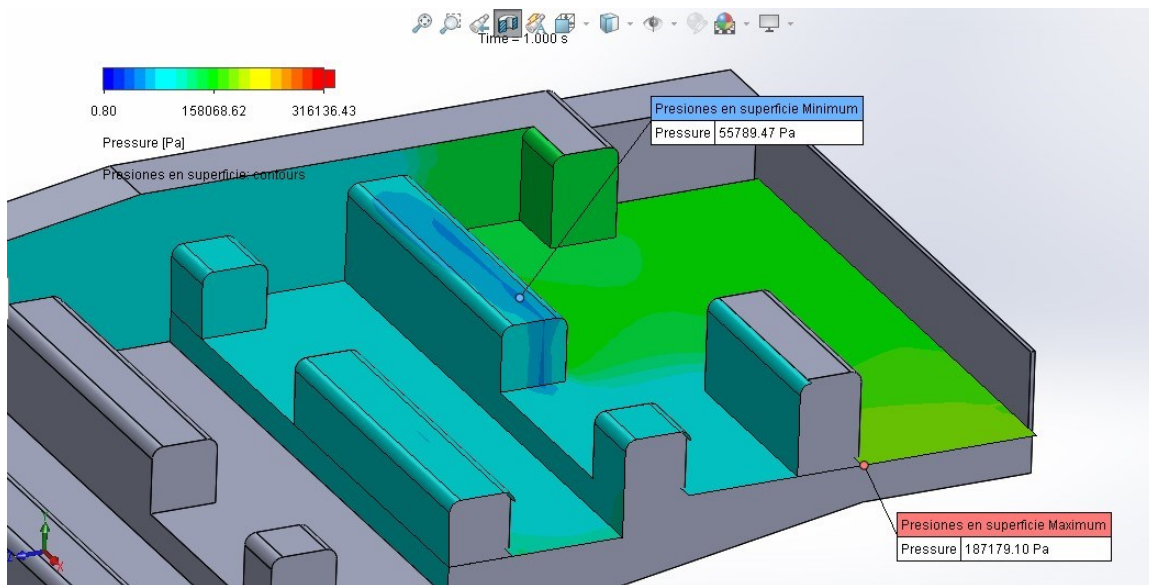 Time = 1.000 s
0.80 158068.62 316136.43
Pressure [Pa]
Presiones en superficie: contours
Presiones en superficie Minimum
Pressure 55789.47 Pa
Presiones en superficie Maximum
Pressure 187179.10 Pa
Y
X